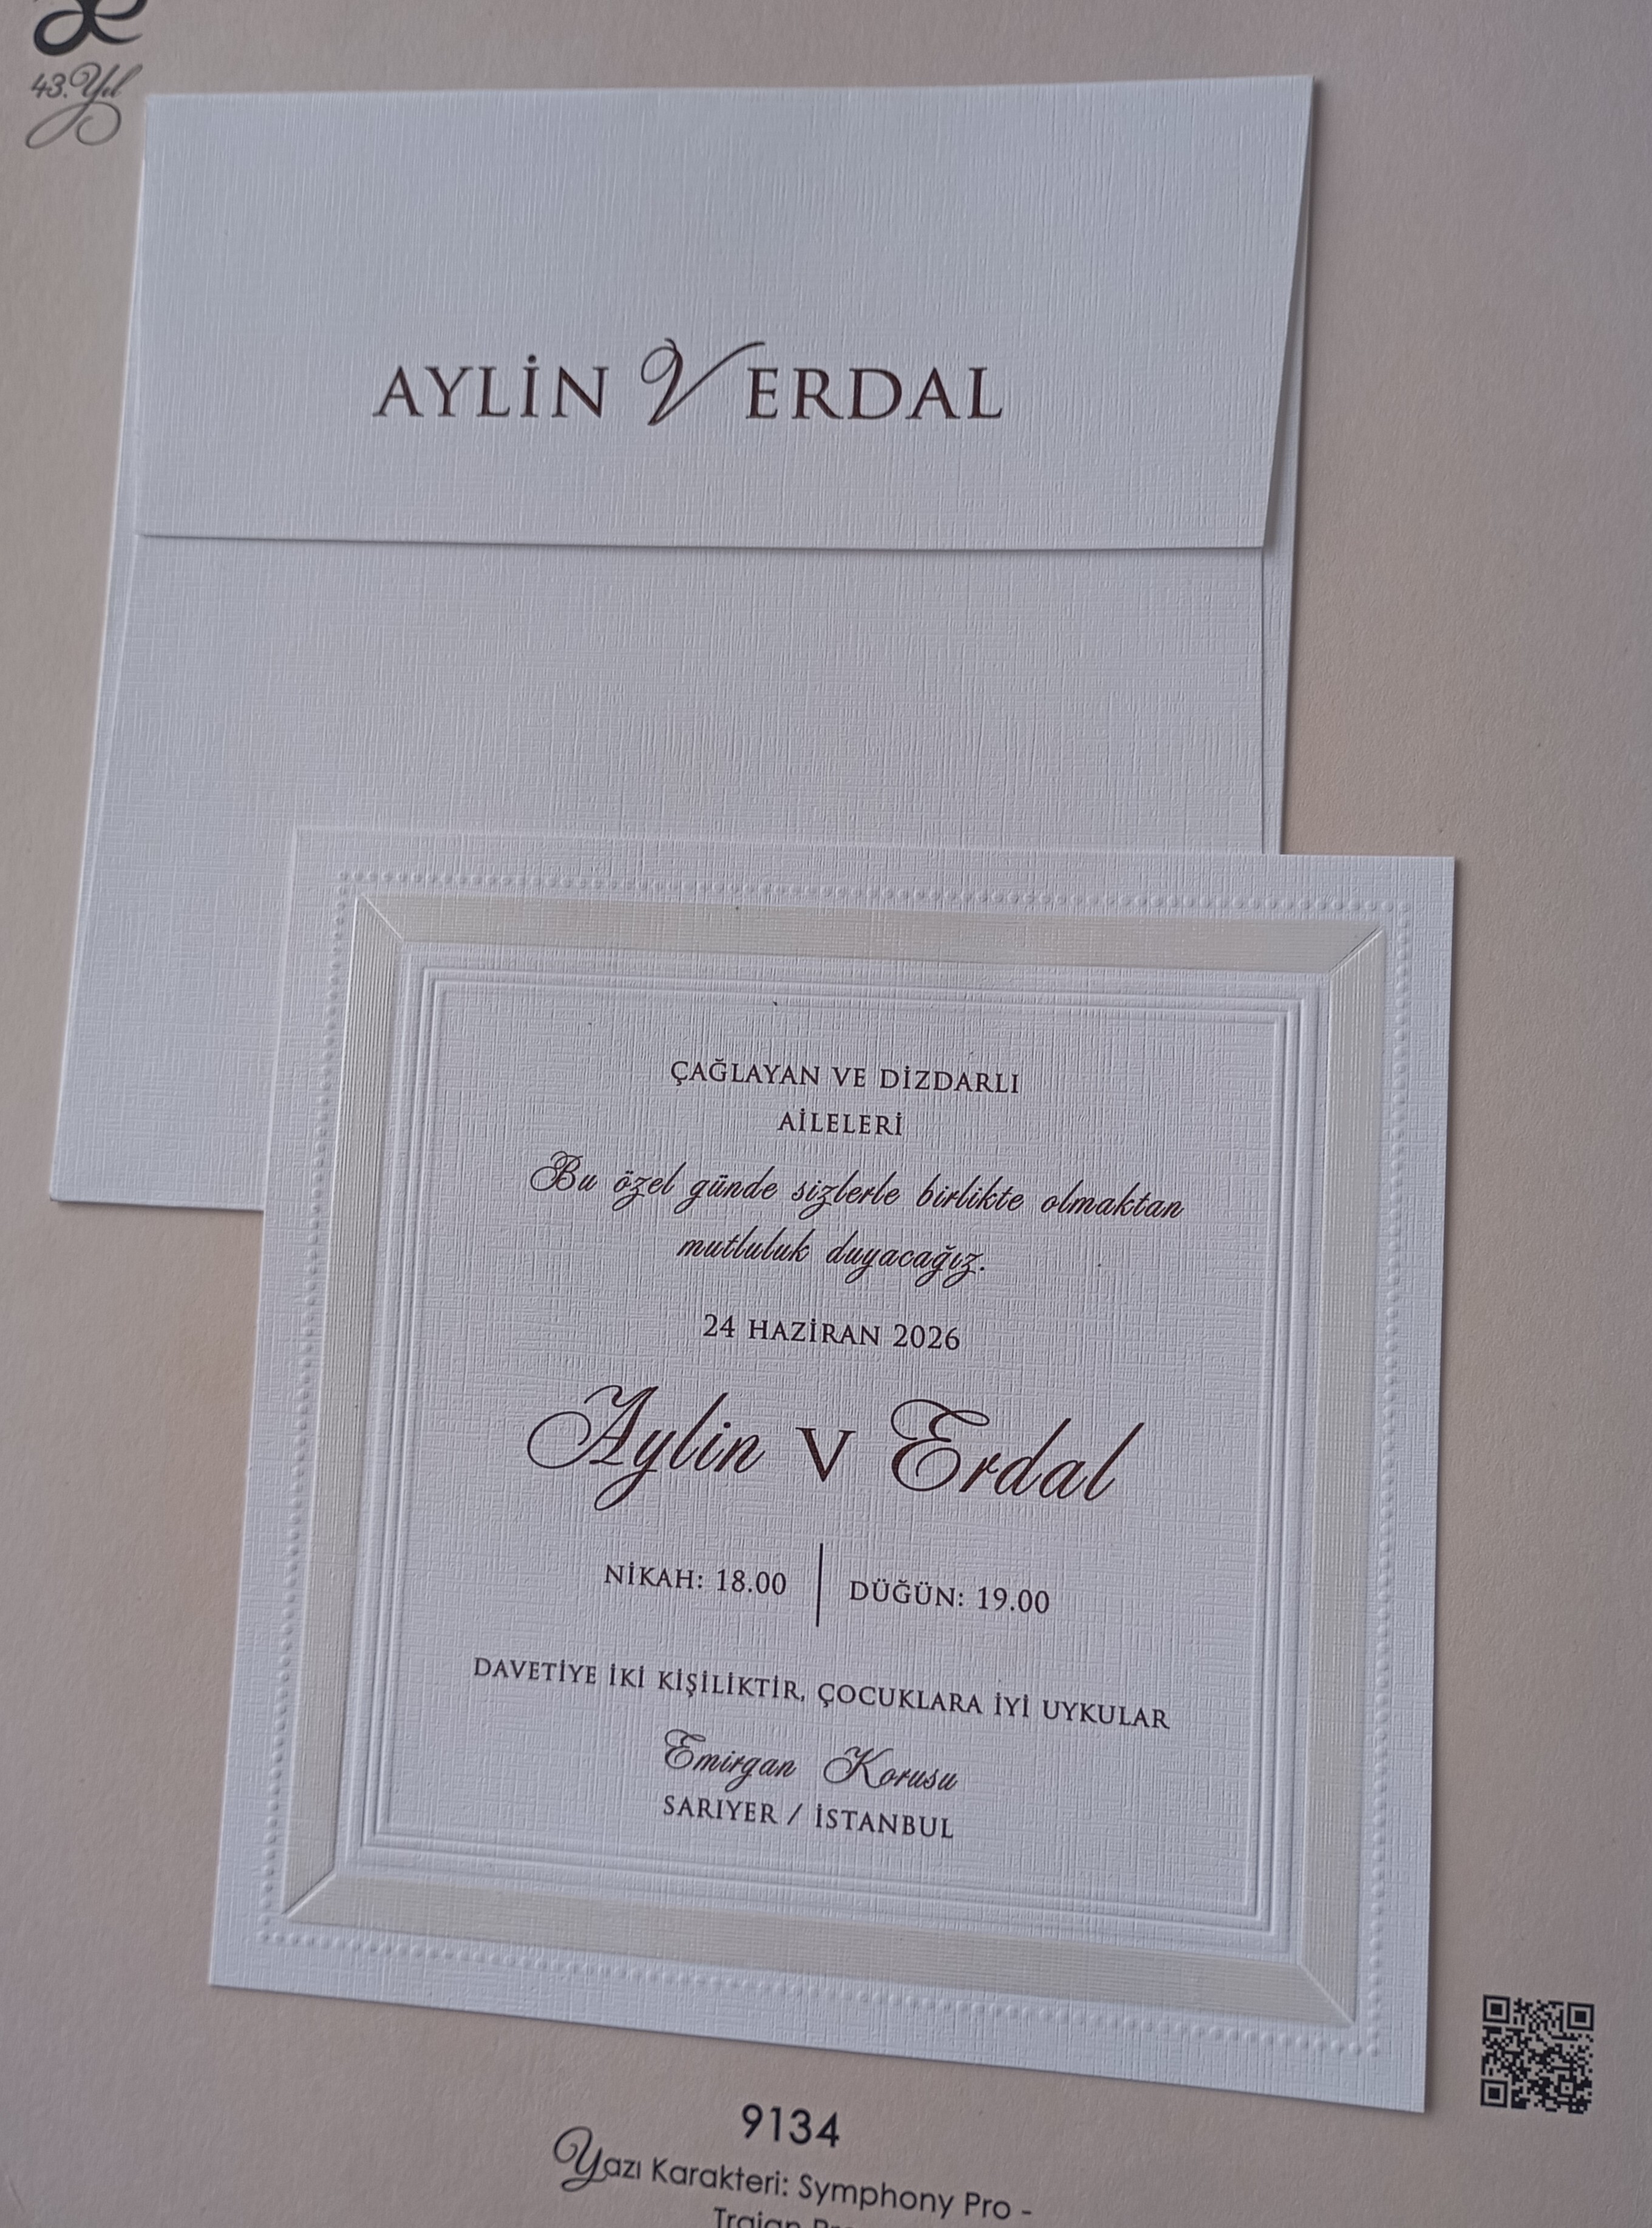 43.Yıl
AYLİN V ERDAL
ÇAĞLAYAN VE DİZDARLI
AİLELERİ
Bu özel günde sizlerle birlikte olmaktan
mutluluk duyacağız.
24 HAZİRAN 2026
Aylin V Erdal
NİKAH: 18.00 | DÜĞÜN: 19.00
DAVETİYE İKİ KİŞİLİKTİR, ÇOCUKLARA İYİ UYKULAR
Emirgan Korusu
SARIYER / İSTANBUL
9134
Yazı Karakteri: Symphony Pro -
Trajan